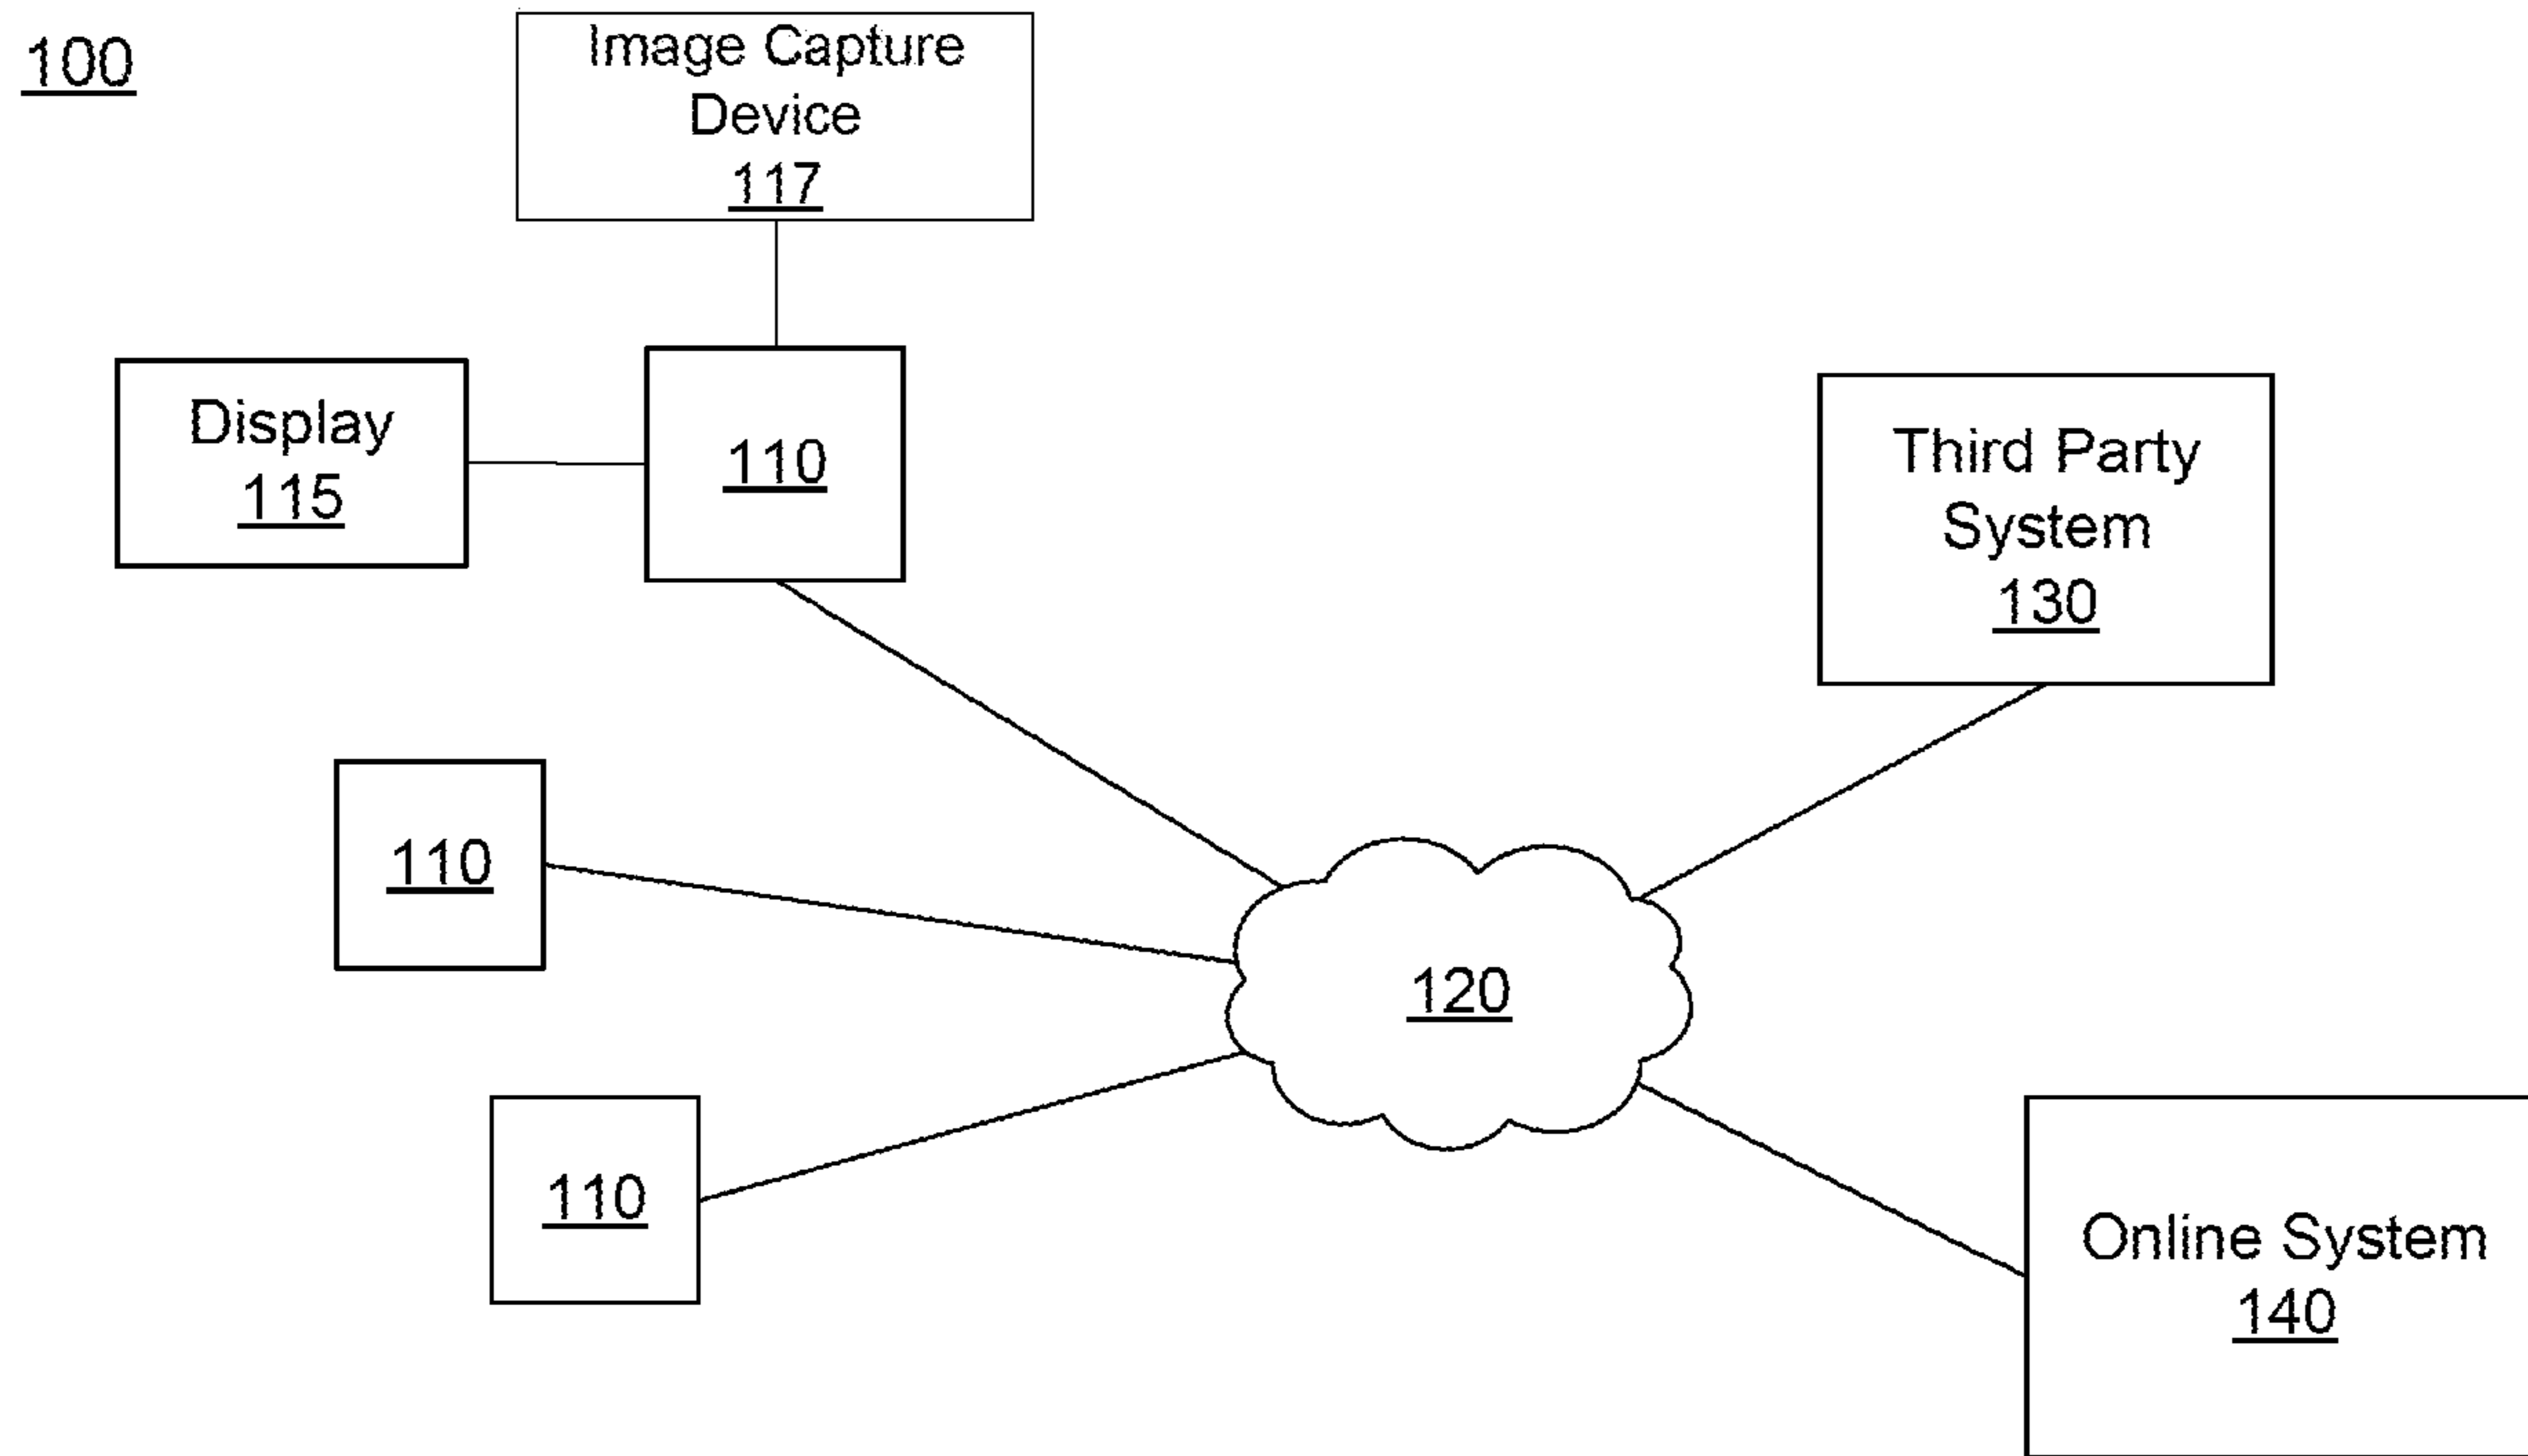 100
Image Capture
Device
117
Display
115
110
Third Party
System
130
110
120
110
Online System
140